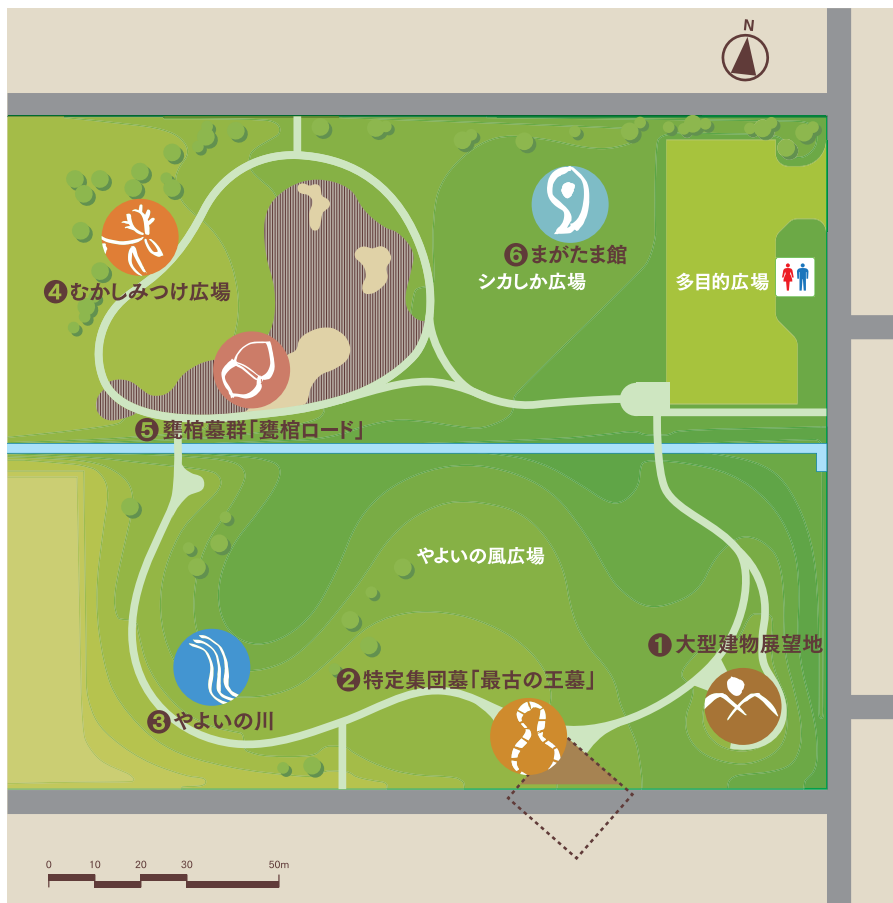 N
❻まがたま館
シカしか広場
多目的広場
❹むかしみつけ広場
❺甕棺墓群「甕棺ロード」
やよいの風広場
❶大型建物展望地
❷特定集団墓「最古の王墓」
❸やよいの川
0 10 20 30 50m